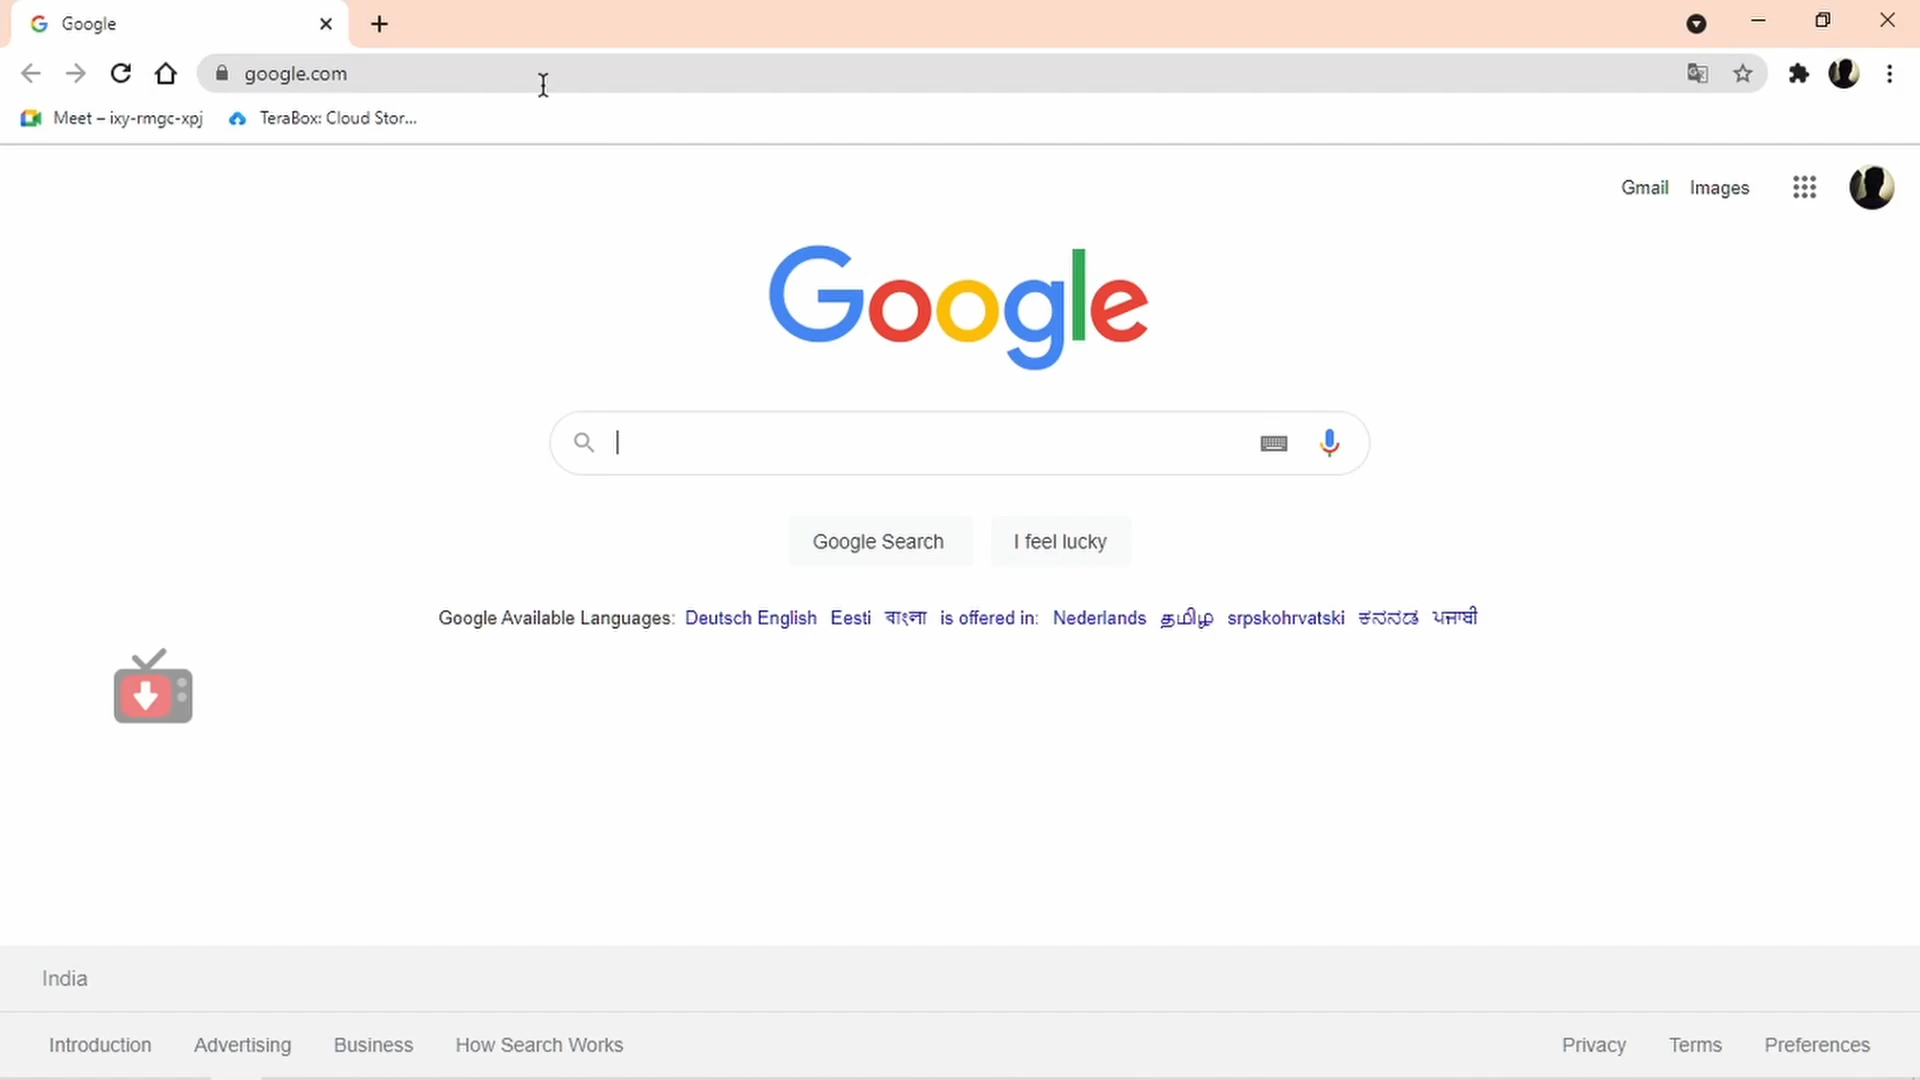 Google
google.com
Meet – ixy-rmgc-xpj TeraBox: Cloud Stor...
Gmail Images
Google
Google Search I feel lucky
Google Available Languages: Deutsch English Eesti বাংলা is offered in: Nederlands தமிழ srpskohrvatski ಕನನಡ ਪਜਾਬੀ
India
Introduction Advertising Business How Search Works Privacy Terms Preferences